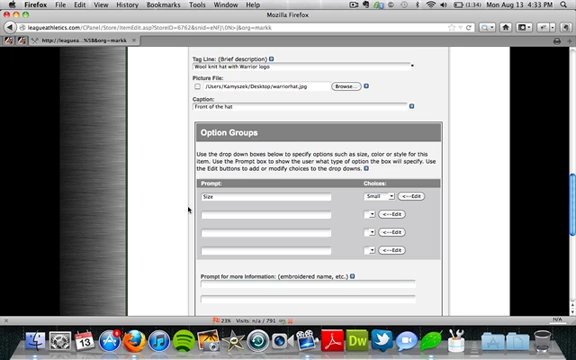 Firefox File Edit View History Bookmarks Tools Window Help
(1:34) Mon Aug 13 4:33 PM
Mozilla Firefox
leagueathletics.com/CPanel/Store/ItemEdit.asp?StoreID=6762&snid=
&org=markk
Tag Line: (Brief description)
Wool knit hat with Warrior logo
Picture File:
/Users/Kamyszek/Desktop/warriorhat.jpg Browse...
Caption:
Front of the hat
Option Groups
Use the drop down boxes below to specify options such as size, color or style for this
item. Use the Prompt box to show the user what type of option the box will specify. Use
the Edit buttons to add or modify choices to the drop downs.
Prompt: Choices:
Size Small <--Edit
<--Edit
<--Edit
<--Edit
Prompt for more information: (embroidered name, etc.)
Visits: n/a / 791
n/a
13
Dw